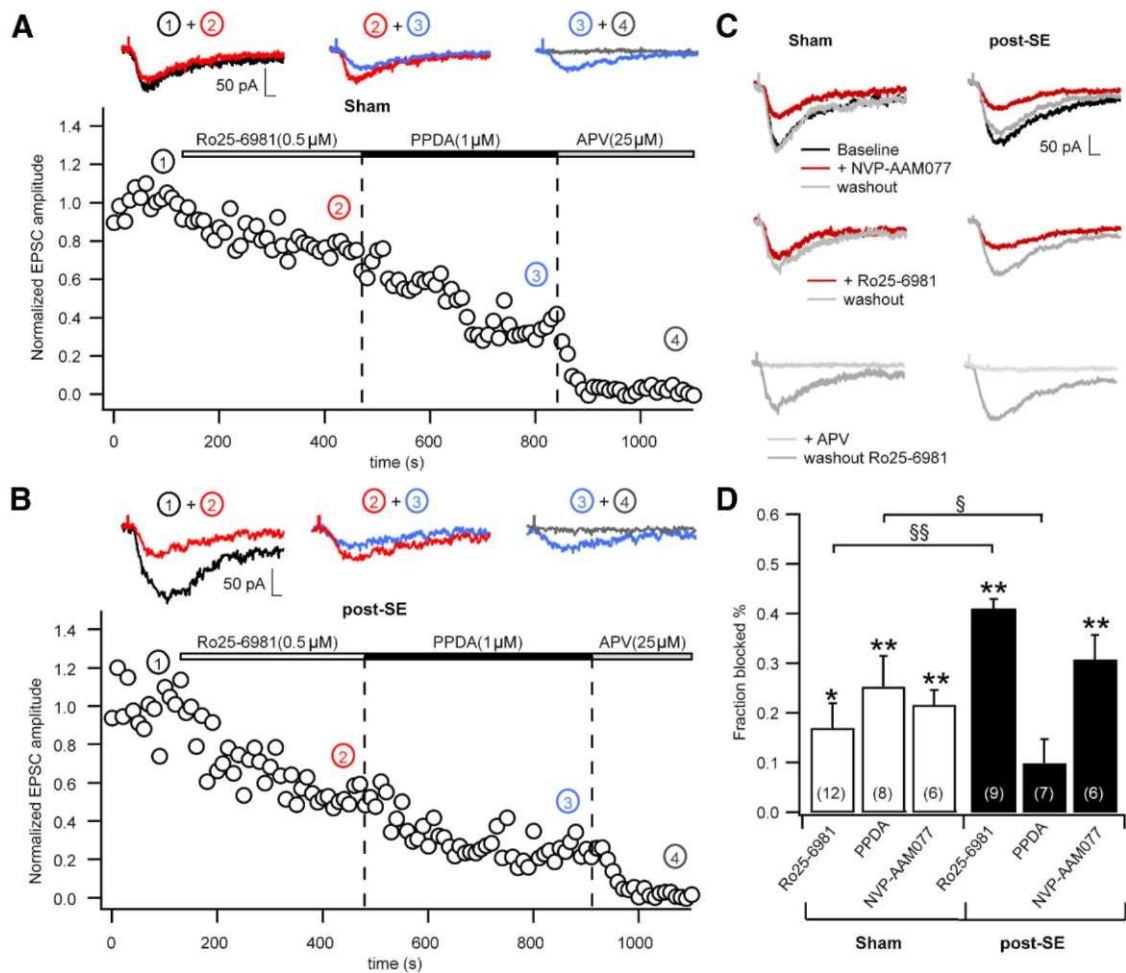 A
1 + 2
2 + 3
3 + 4
50 pA
Sham
1.4
1.2
1.0
0.8
0.6
0.4
0.2
0.0
Normalized EPSC amplitude
Ro25-6981(0.5 µM)
PPDA(1µM)
APV(25µM)
1
2
3
4
0
200
400
600
800
1000
time (s)
B
1 + 2
2 + 3
3 + 4
50 pA
post-SE
1.4
1.2
1.0
0.8
0.6
0.4
0.2
0.0
Normalized EPSC amplitude
Ro25-6981(0.5 µM)
PPDA(1µM)
APV(25µM)
1
2
3
4
0
200
400
600
800
1000
time (s)
C
Sham
post-SE
Baseline
+ NVP-AAM077
washout
50 pA
+ Ro25-6981
washout
+ APV
washout Ro25-6981
D
0.6
0.5
0.4
0.3
0.2
0.1
0.0
Fraction blocked %
§
§§
*
**
**
**
**
(12)
(8)
(6)
(9)
(7)
(6)
Ro25-6981
PPDA
NVP-AAM077
Ro25-6981
PPDA
NVP-AAM077
Sham
post-SE